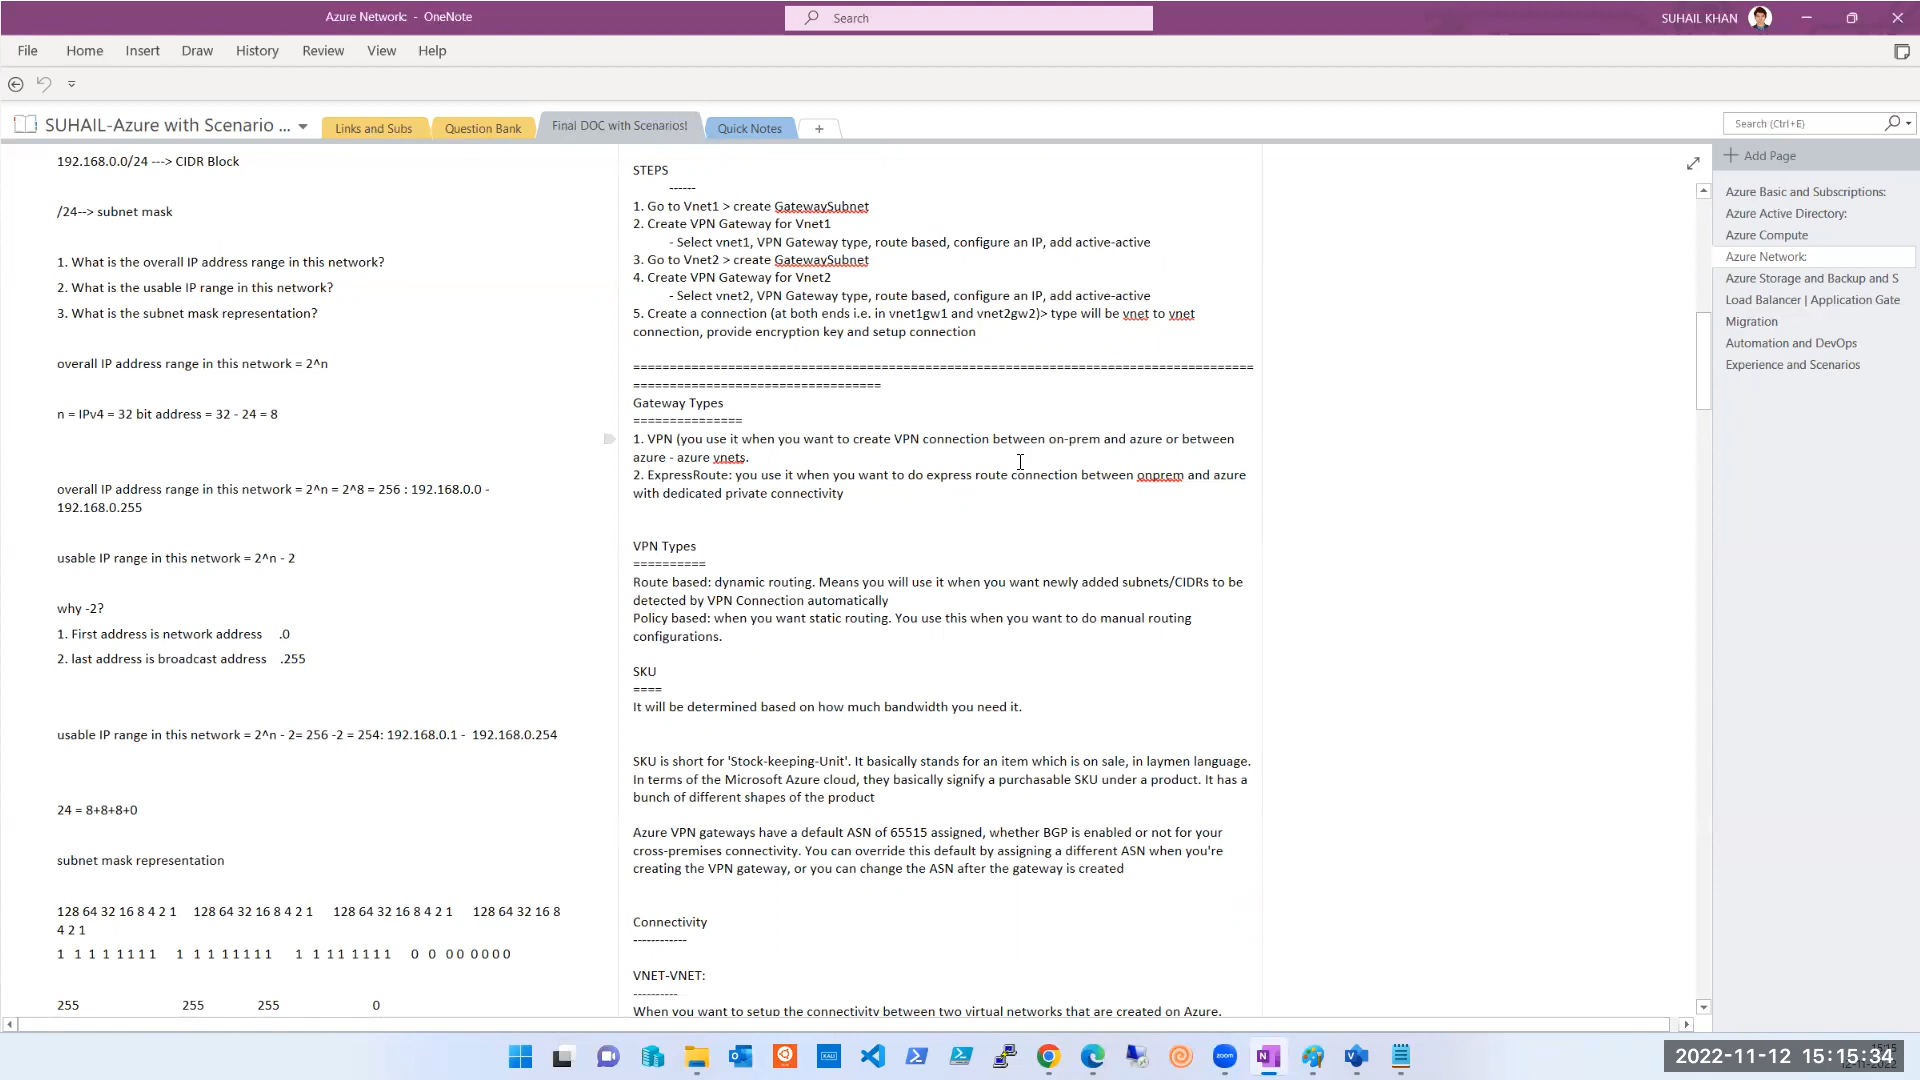 Azure Network: - OneNote
Search
SUHAIL KHAN
File
Home
Insert
Draw
History
Review
View
Help
SUHAIL-Azure with Scenario ...
Links and Subs
Question Bank
Final DOC with Scenarios!
Quick Notes
Search (Ctrl+E)
192.168.0.0/24 ---> CIDR Block
/24--> subnet mask
1. What is the overall IP address range in this network?
2. What is the usable IP range in this network?
3. What is the subnet mask representation?
overall IP address range in this network = 2^n
n = IPv4 = 32 bit address = 32 - 24 = 8
overall IP address range in this network = 2^n = 2^8 = 256 : 192.168.0.0 -
192.168.0.255
usable IP range in this network = 2^n - 2
why -2?
1. First address is network address .0
2. last address is broadcast address .255
usable IP range in this network = 2^n - 2= 256 -2 = 254: 192.168.0.1 - 192.168.0.254
24 = 8+8+8+0
subnet mask representation
128 64 32 16 8 4 2 1 128 64 32 16 8 4 2 1 128 64 32 16 8 4 2 1 128 64 32 16 8
4 2 1
1 1 1 1 1 1 1 1 1 1 1 1 1 1 1 1 1 1 1 1 1 1 1 1 0 0 0 0 0 0 0 0
255 255 255 0
STEPS
------
1. Go to Vnet1 > create GatewaySubnet
2. Create VPN Gateway for Vnet1
- Select vnet1, VPN Gateway type, route based, configure an IP, add active-active
3. Go to Vnet2 > create GatewaySubnet
4. Create VPN Gateway for Vnet2
- Select vnet2, VPN Gateway type, route based, configure an IP, add active-active
5. Create a connection (at both ends i.e. in vnet1gw1 and vnet2gw2)> type will be vnet to vnet
connection, provide encryption key and setup connection
=====================================================================================
==================================
Gateway Types
===============
1. VPN (you use it when you want to create VPN connection between on-prem and azure or between
azure - azure vnets.
2. ExpressRoute: you use it when you want to do express route connection between onprem and azure
with dedicated private connectivity
VPN Types
==========
Route based: dynamic routing. Means you will use it when you want newly added subnets/CIDRs to be
detected by VPN Connection automatically
Policy based: when you want static routing. You use this when you want to do manual routing
configurations.
SKU
====
It will be determined based on how much bandwidth you need it.
SKU is short for 'Stock-keeping-Unit'. It basically stands for an item which is on sale, in laymen language.
In terms of the Microsoft Azure cloud, they basically signify a purchasable SKU under a product. It has a
bunch of different shapes of the product
Azure VPN gateways have a default ASN of 65515 assigned, whether BGP is enabled or not for your
cross-premises connectivity. You can override this default by assigning a different ASN when you're
creating the VPN gateway, or you can change the ASN after the gateway is created
Connectivity
------------
VNET-VNET:
----------
When you want to setup the connectivity between two virtual networks that are created on Azure.
Add Page
Azure Basic and Subscriptions:
Azure Active Directory:
Azure Compute
Azure Network:
Azure Storage and Backup and S
Load Balancer | Application Gate
Migration
Automation and DevOps
Experience and Scenarios
KALI
zoom
2022-11-12 15:15:34